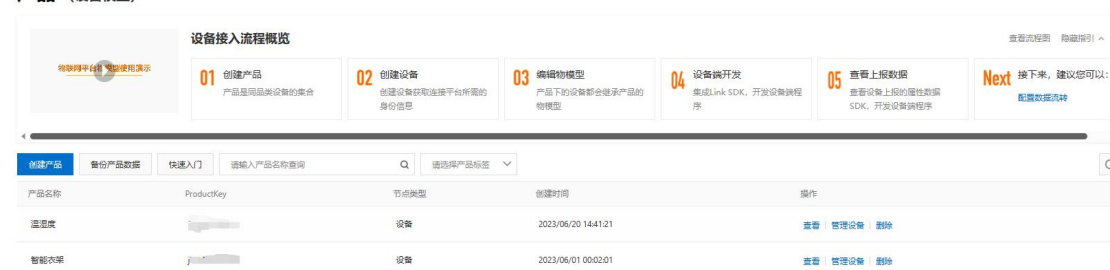 设备接入流程概览
查看流程图 隐藏指引
物联网平台物模型使用演示
01 创建产品
产品是同品类设备的集合
02 创建设备
创建设备获取连接平台所需的
身份信息
03 编辑物模型
产品下的设备都会继承产品的
物模型
04 设备端开发
集成Link SDK，开发设备端程
序
05 查看上报数据
查看设备上报的属性数据
SDK，开发设备端程序
Next 接下来，建议您可以：
配置数据流转
创建产品 备份产品数据 快速入门 请输入产品名称查询 请选择产品标签
产品名称 ProductKey 节点类型 创建时间 操作
温湿度 设备 2023/06/20 14:41:21 查看 管理设备 删除
智能衣架 j 设备 2023/06/01 00:02:01 查看 管理设备 删除